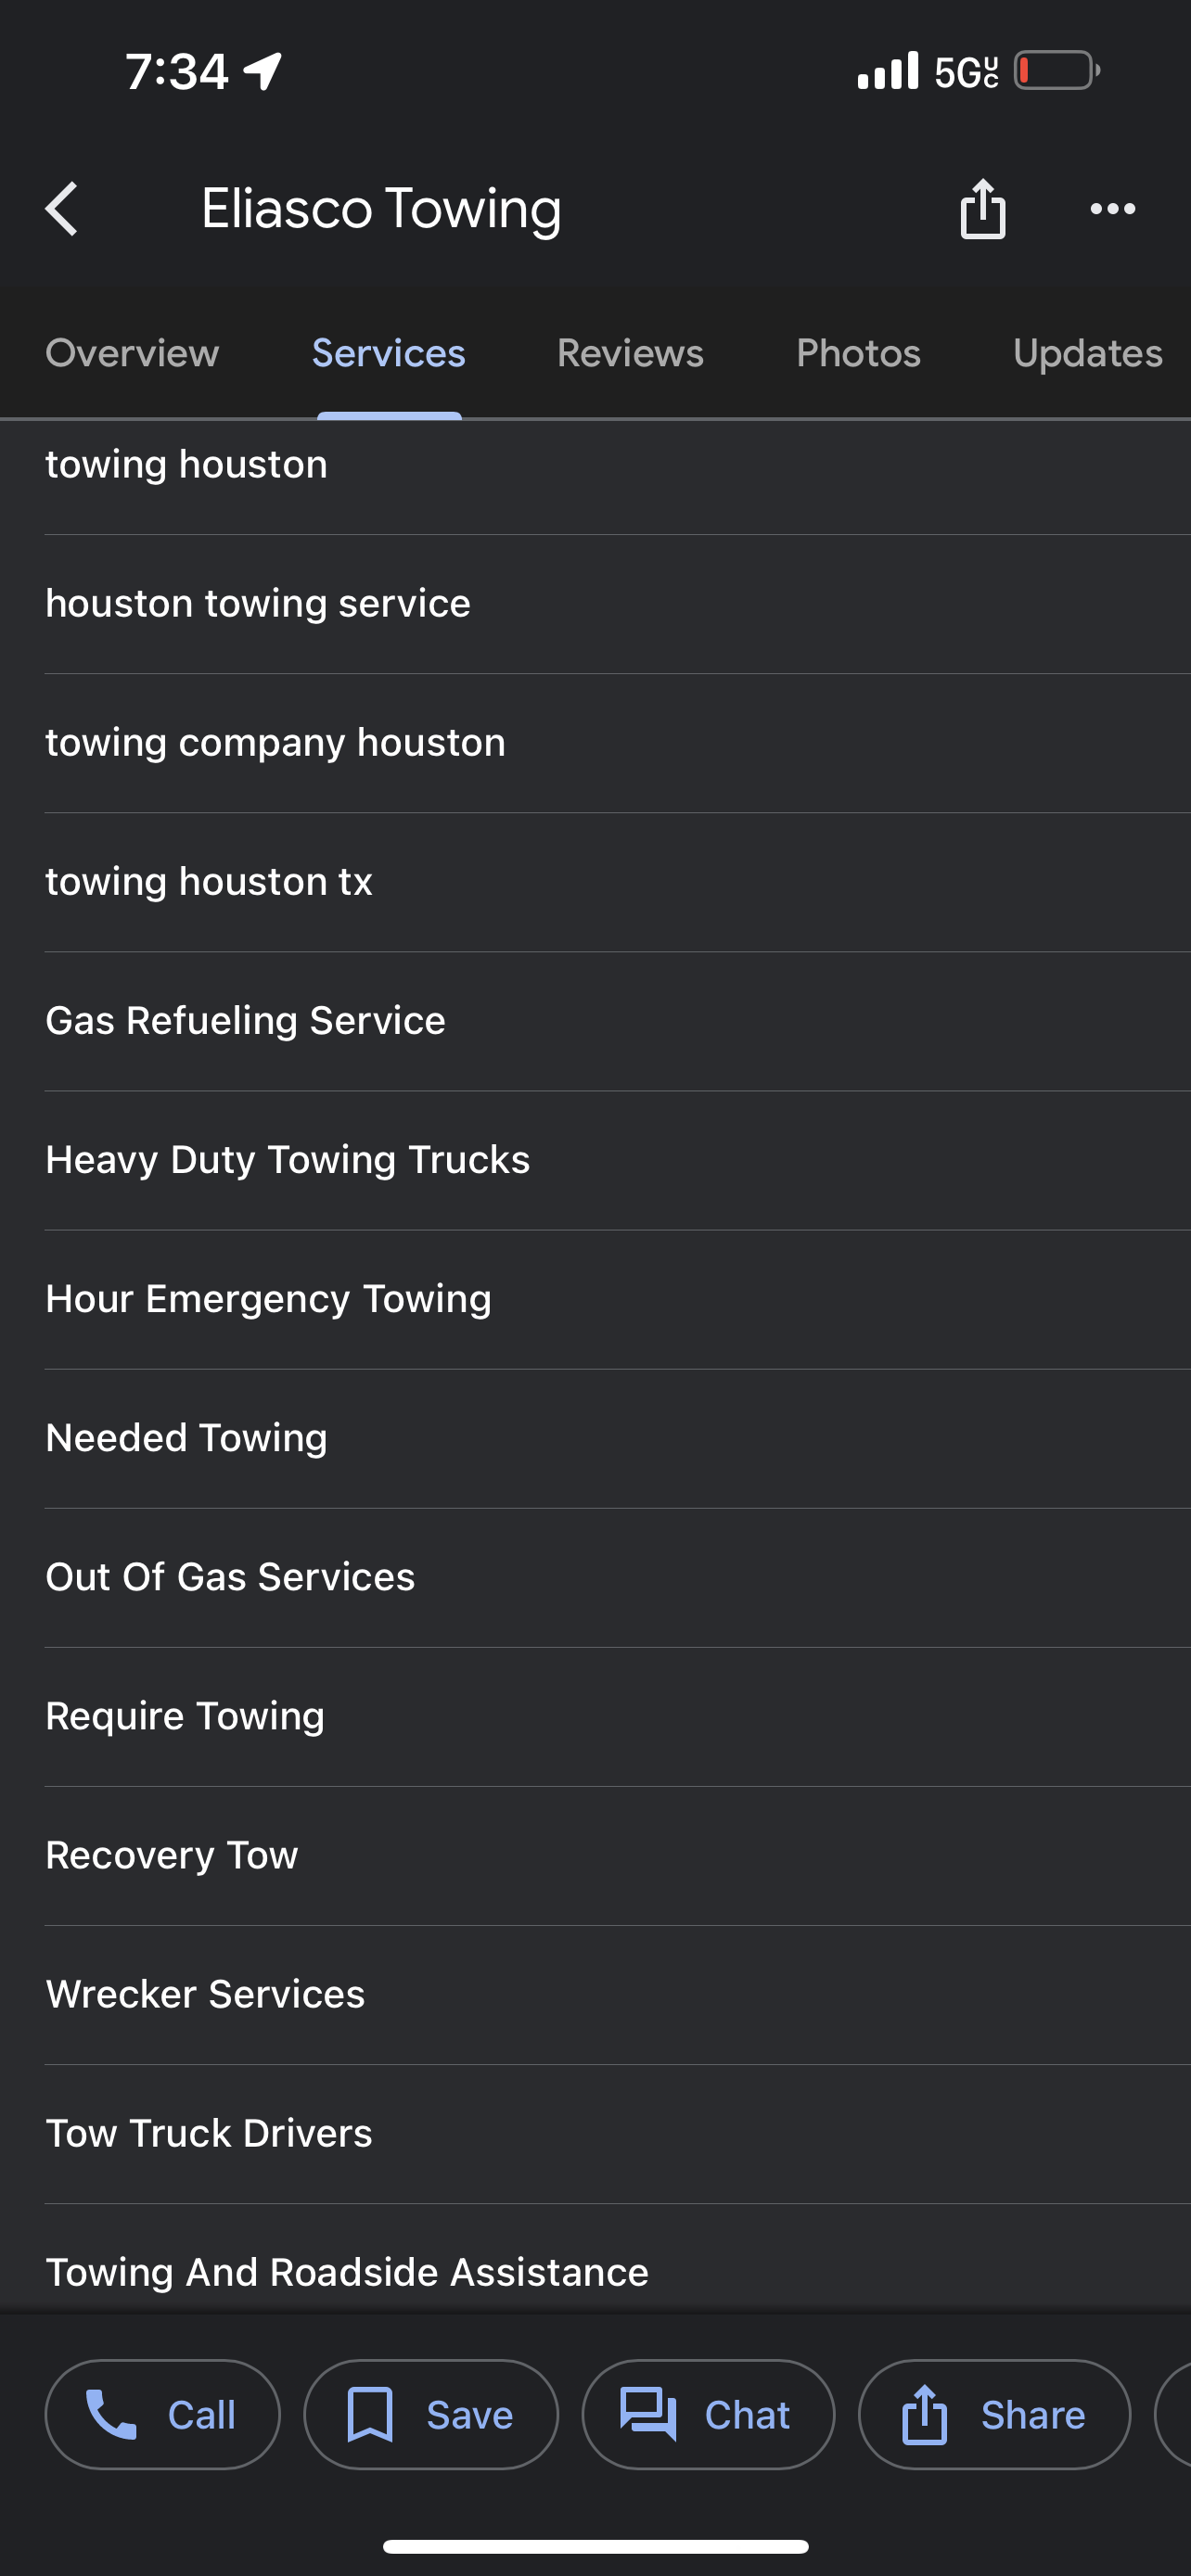 7:34 5GUC
Eliasco Towing
Overview Services Reviews Photos Updates
towing houston
houston towing service
towing company houston
towing houston tx
Gas Refueling Service
Heavy Duty Towing Trucks
Hour Emergency Towing
Needed Towing
Out Of Gas Services
Require Towing
Recovery Tow
Wrecker Services
Tow Truck Drivers
Towing And Roadside Assistance
Call Save Chat Share